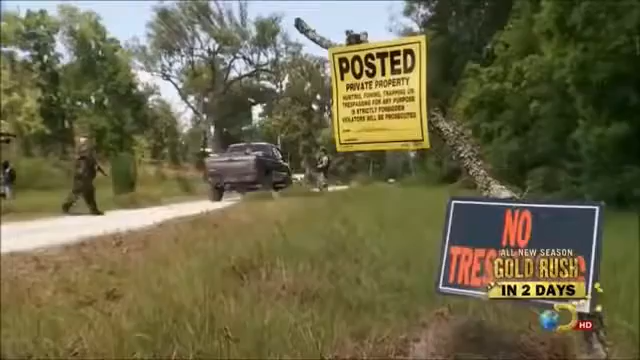 POSTED
PRIVATE PROPERTY
HUNTING, FISHING, TRAPPING OR
TRESPASSING FOR ANY PURPOSE
IS STRICTLY FORBIDDEN
VIOLATORS WILL BE PROSECUTED
NO
TRES
ALL NEW SEASON
GOLD RUSH
IN 2 DAYS
D HD